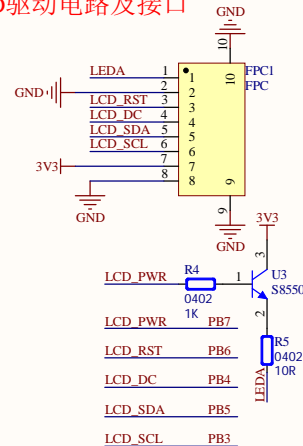 驱动电路及接口
GND
10
LEDA 1 1 10 FPC1
GND 2 2 FPC
LCD_RST 3 3
LCD_DC 4 4
LCD_SDA 5 5
LCD_SCL 6 6
3V3 7 7
8 8 9
GND
9
GND
3V3
3
LCD_PWR R4 1 U3
0402 S8550
1K 2
LCD_PWR PB7 R5
LCD_RST PB6 0402
10R
LCD_DC PB4 LEDA
LCD_SDA PB5
LCD_SCL PB3